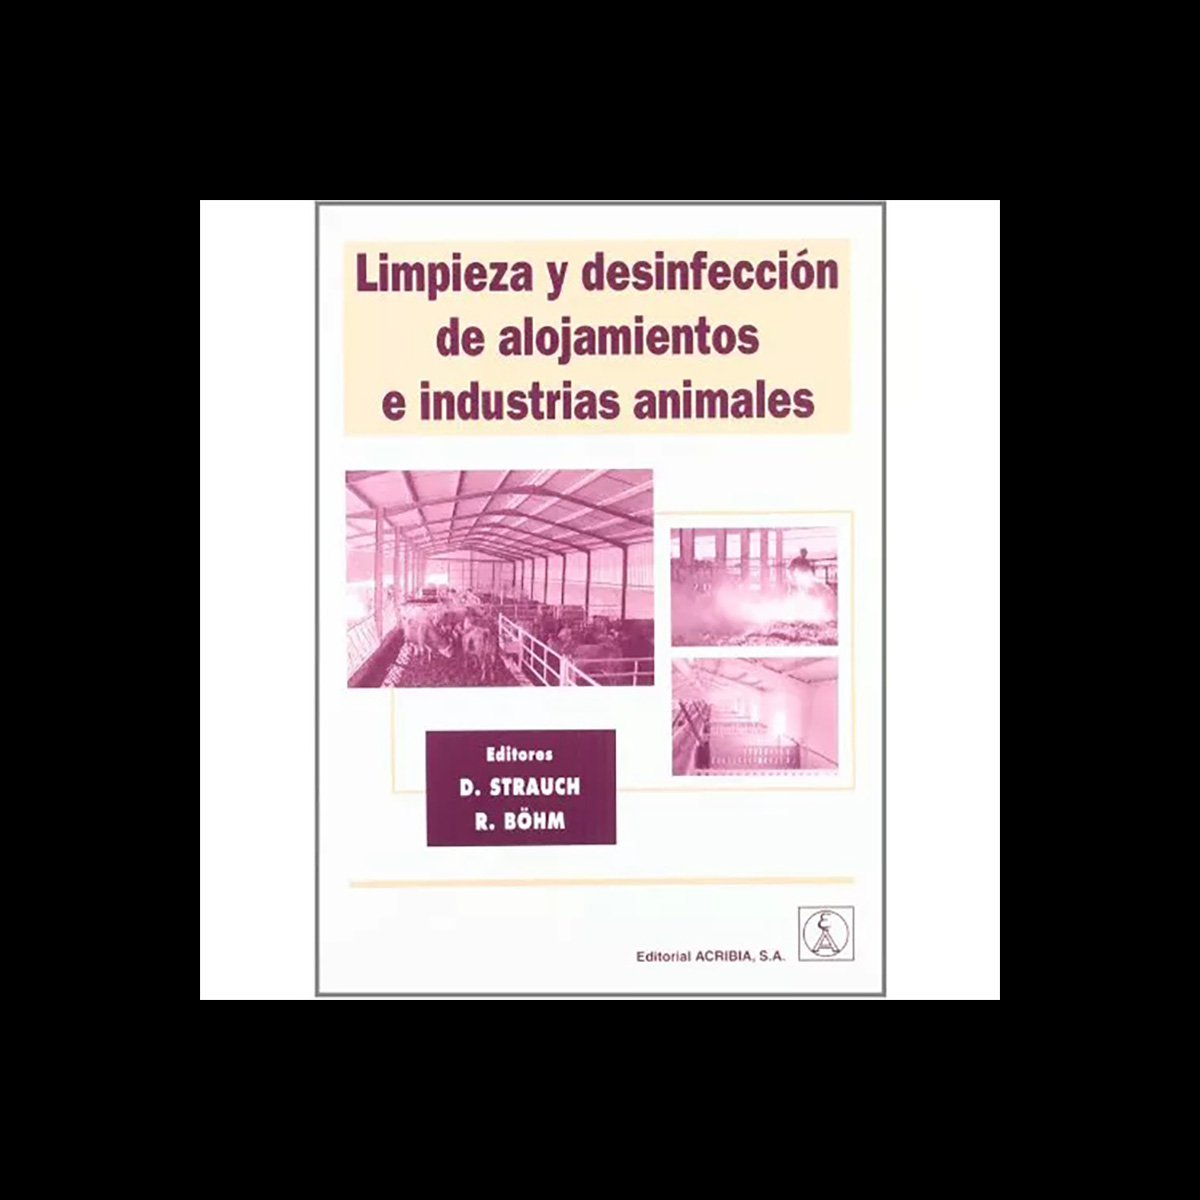 Limpieza y desinfección
de alojamientos
e industrias animales
Editores
D. STRAUCH
R. BÖHM
Editorial ACRIBIA, S.A.